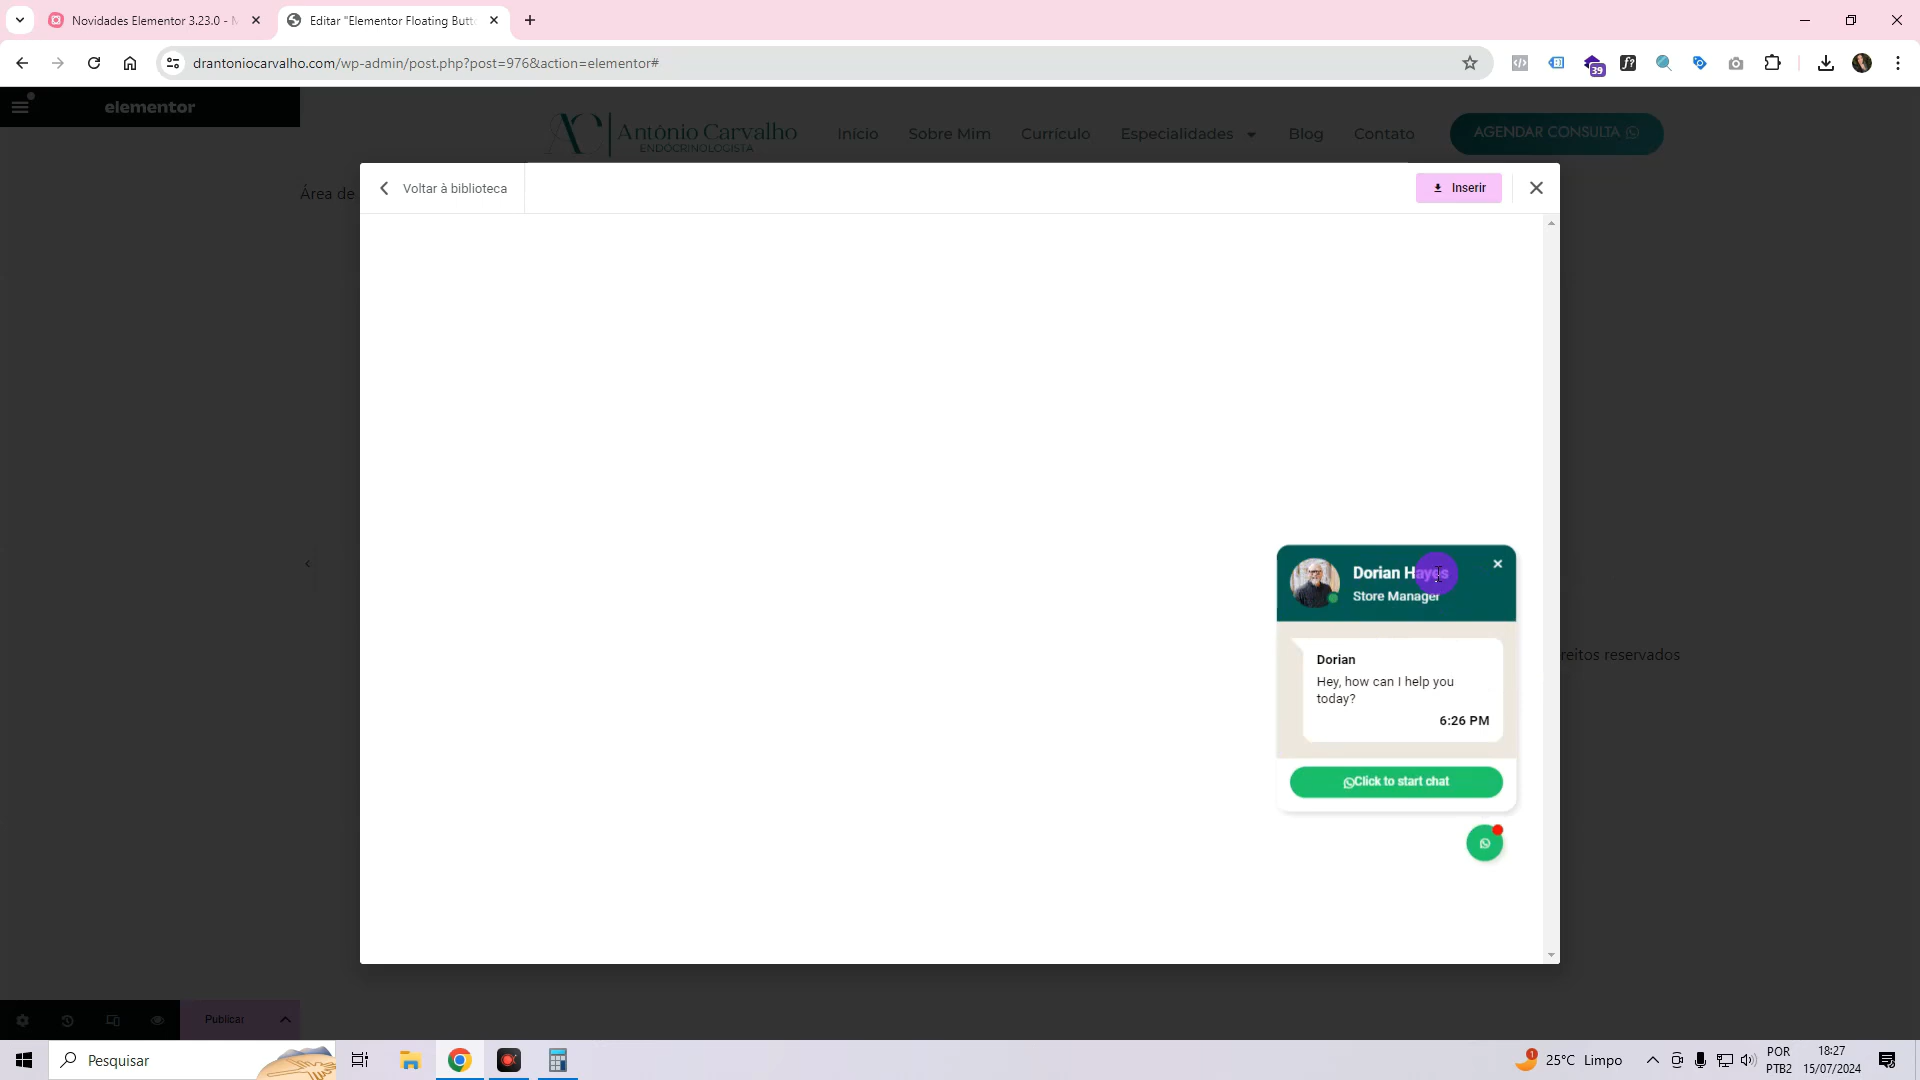 Novidades Elementor 3.23.0 -
Editar "Elementor Floating Butt
drantoniocarvalho.com/wp-admin/post.php?post=976&action=elementor#
39
elementor
AC Antônio Carvalho
ENDOCRINOLOGISTA
Início
Sobre Mim
Currículo
Especialidades
Blog
Contato
AGENDAR CONSULTA
Área de
Voltar à biblioteca
Inserir
Dorian Hayes
Store Manager
Dorian
Hey, how can I help you
today?
6:26 PM
Click to start chat
reitos reservados
Publicar
Pesquisar
1
25°C Limpo
POR
PTB2
18:27
15/07/2024